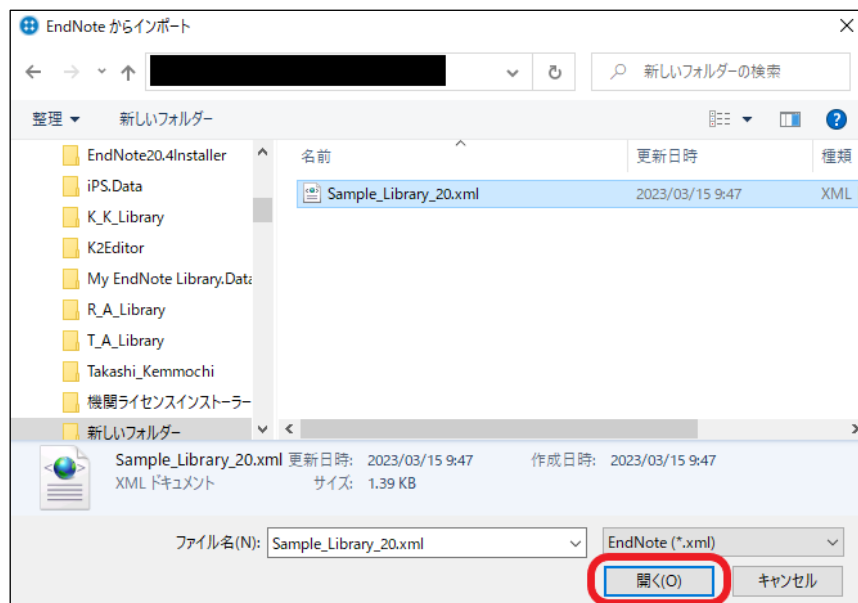 EndNote からインポート
新しいフォルダーの検索
整理 新しいフォルダー
名前 更新日時 種類
EndNote20.4Installer
iPS.Data
K_K_Library
K2Editor
My EndNote Library.Data
R_A_Library
T_A_Library
Takashi_Kemmochi
機関ライセンスインストーラー
新しいフォルダー
Sample_Library_20.xml 2023/03/15 9:47 XML
Sample_Library_20.xml 更新日時: 2023/03/15 9:47 作成日時: 2023/03/15 9:47
XML ドキュメント サイズ: 1.39 KB
ファイル名(N): Sample_Library_20.xml EndNote (*.xml)
開く(O) キャンセル